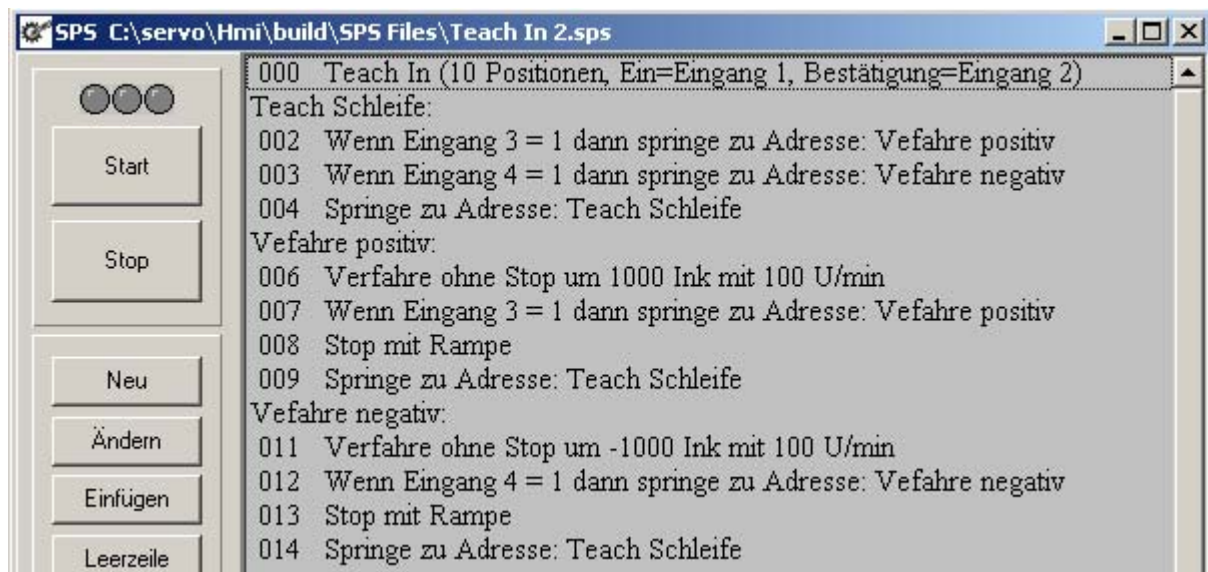 SPS C:\servo\Hmi\build\SPS Files\Teach In 2.sps
Start
Stop
Neu
Ändern
Einfügen
Leerzeile
000 Teach In (10 Positionen, Ein=Eingang 1, Bestätigung=Eingang 2)
Teach Schleife:
002 Wenn Eingang 3 = 1 dann springe zu Adresse: Vefahre positiv
003 Wenn Eingang 4 = 1 dann springe zu Adresse: Vefahre negativ
004 Springe zu Adresse: Teach Schleife
Vefahre positiv:
006 Verfahre ohne Stop um 1000 Ink mit 100 U/min
007 Wenn Eingang 3 = 1 dann springe zu Adresse: Vefahre positiv
008 Stop mit Rampe
009 Springe zu Adresse: Teach Schleife
Vefahre negativ:
011 Verfahre ohne Stop um -1000 Ink mit 100 U/min
012 Wenn Eingang 4 = 1 dann springe zu Adresse: Vefahre negativ
013 Stop mit Rampe
014 Springe zu Adresse: Teach Schleife